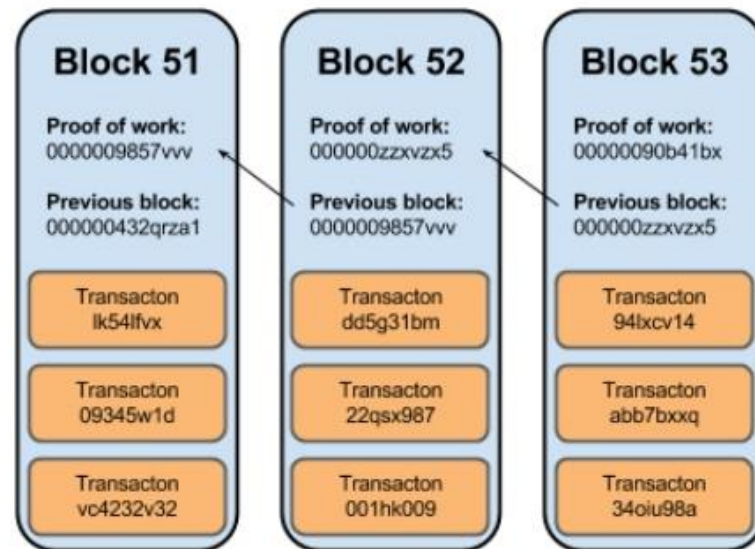 Block 51
Proof of work:
0000009857vvv
Previous block:
000000432qrza1
Transacton
lk54lfvx
Transacton
09345w1d
Transacton
vc4232v32
Block 52
Proof of work:
000000zzxvzx5
Previous block:
0000009857vvv
Transacton
dd5g31bm
Transacton
22qsx987
Transacton
001hk009
Block 53
Proof of work:
00000090b41bx
Previous block:
000000zzxvzx5
Transacton
94lxcv14
Transacton
abb7bxxq
Transacton
34oiu98a